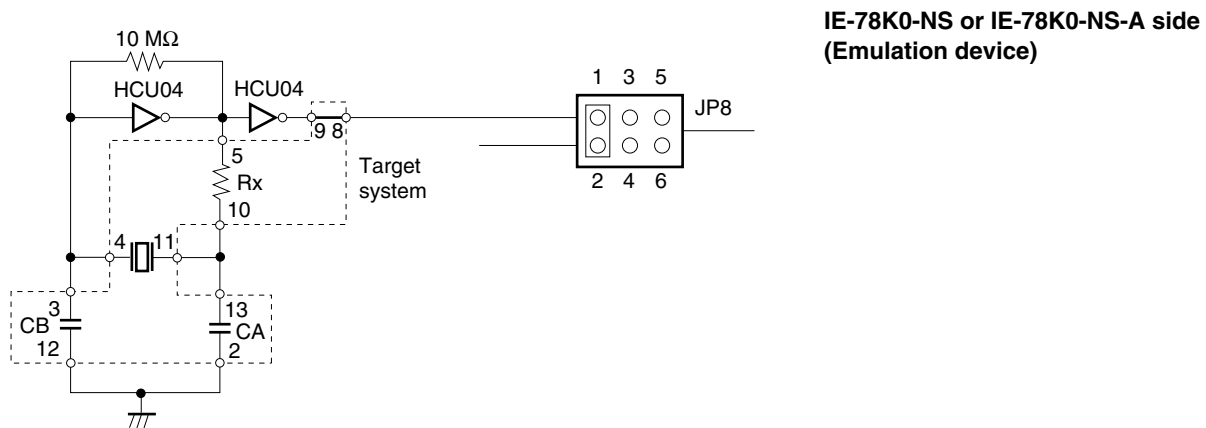 IE-78K0-NS or IE-78K0-NS-A side
(Emulation device)
10 MΩ
HCU04
HCU04
1 3 5
JP8
9 8
5
Target
system
Rx
2 4 6
10
4
11
3
13
CB
CA
12
2